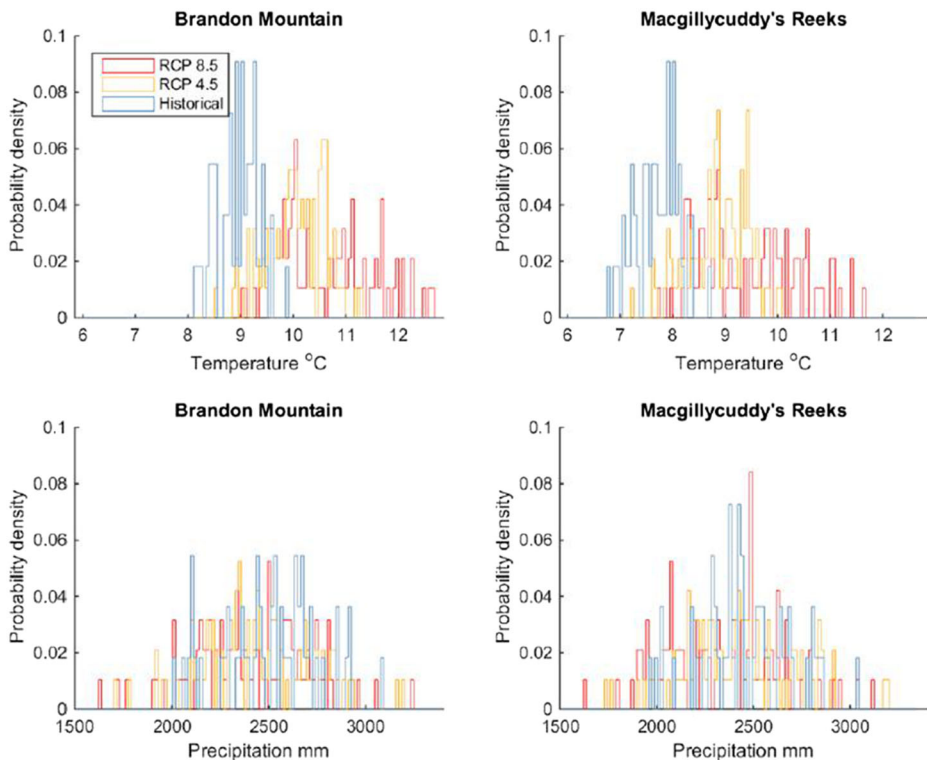 Brandon Mountain
0.1
0.08
0.06
0.04
0.02
0
Probability density
RCP 8.5
RCP 4.5
Historical
6 7 8 9 10 11 12
Temperature °C
Macgillycuddy's Reeks
0.1
0.08
0.06
0.04
0.02
0
Probability density
6 7 8 9 10 11 12
Temperature °C
Brandon Mountain
0.1
0.08
0.06
0.04
0.02
0
Probability density
1500 2000 2500 3000
Precipitation mm
Macgillycuddy's Reeks
0.1
0.08
0.06
0.04
0.02
0
Probability density
1500 2000 2500 3000
Precipitation mm